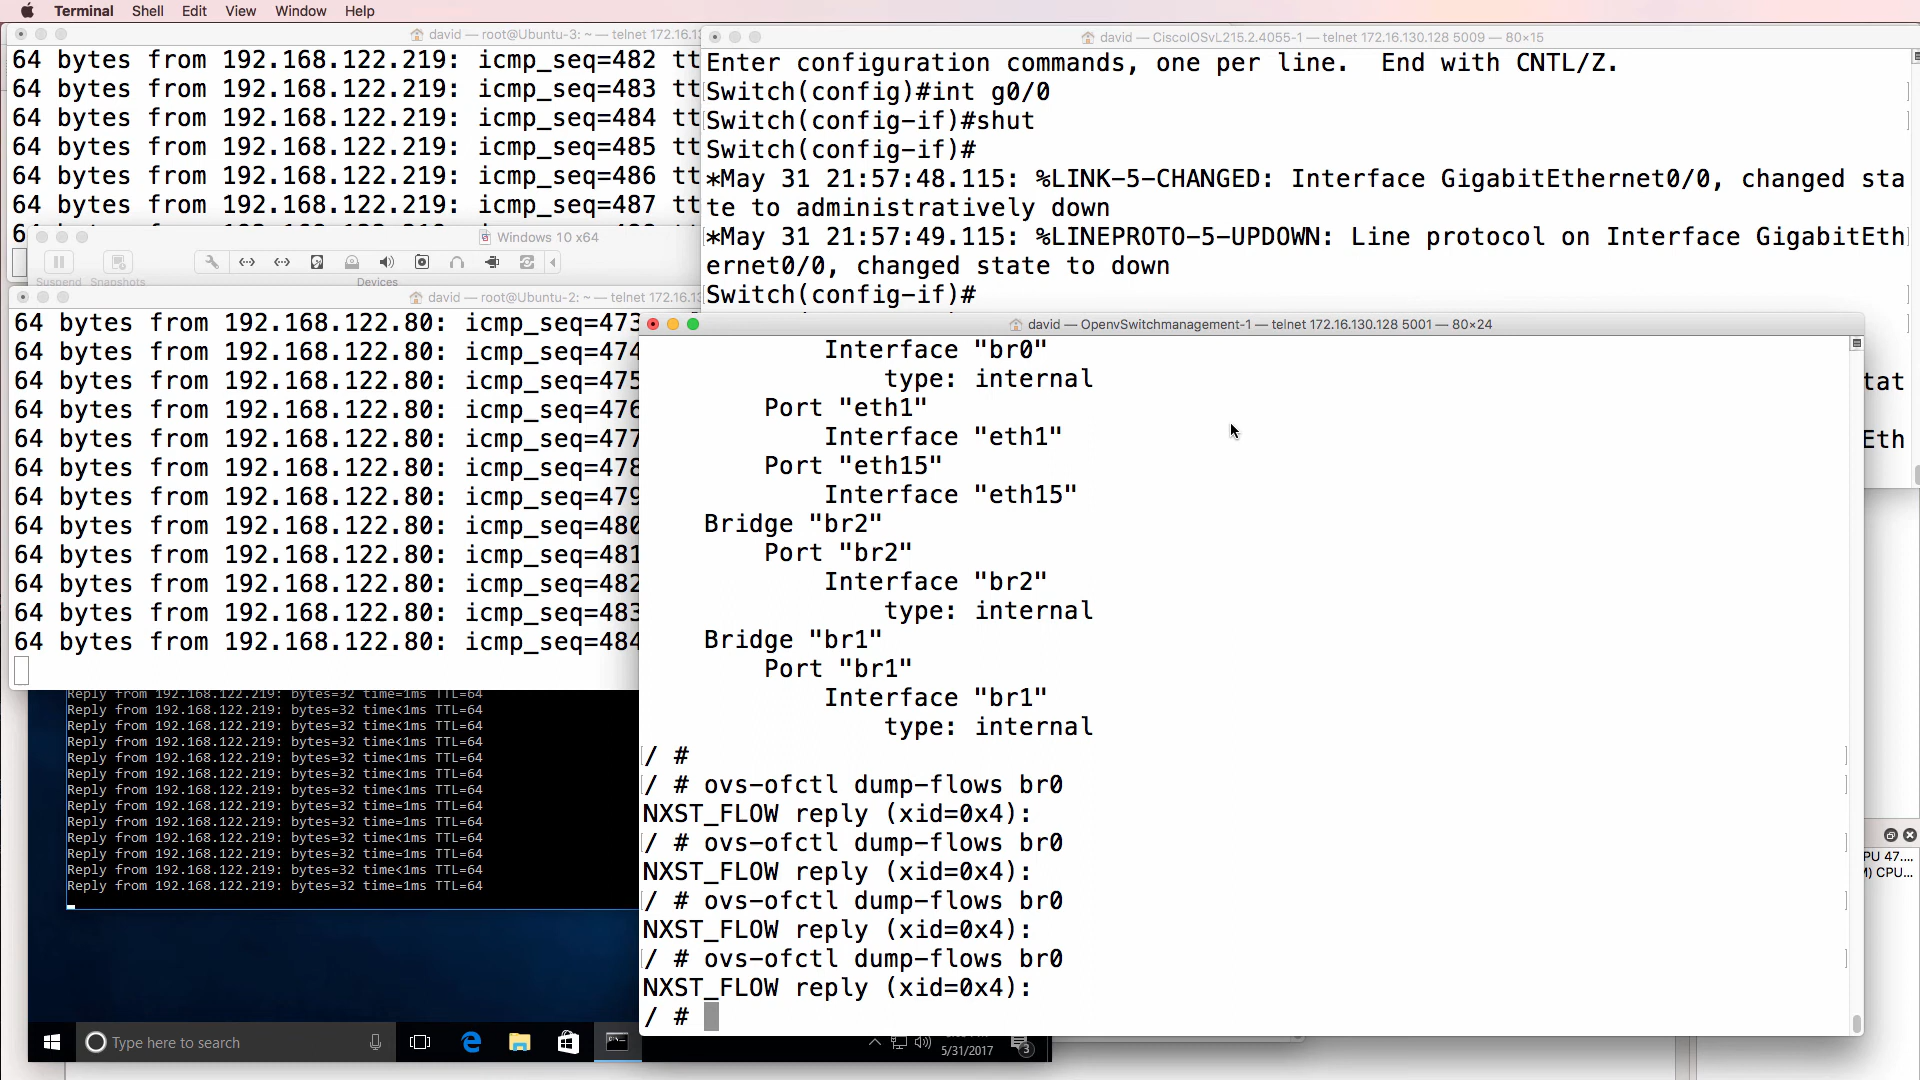 Terminal Shell Edit View Window Help
david — root@Ubuntu-3: ~ — telnet 172.16.13
64 bytes from 192.168.122.219: icmp_seq=482 tt
64 bytes from 192.168.122.219: icmp_seq=483 tt
64 bytes from 192.168.122.219: icmp_seq=484 tt
64 bytes from 192.168.122.219: icmp_seq=485 tt
64 bytes from 192.168.122.219: icmp_seq=486 tt
64 bytes from 192.168.122.219: icmp_seq=487 tt
david — CiscoIOSvL215.2.4055-1 — telnet 172.16.130.128 5009 — 80×15
Enter configuration commands, one per line. End with CNTL/Z.
Switch(config)#int g0/0
Switch(config-if)#shut
Switch(config-if)#
*May 31 21:57:48.115: %LINK-5-CHANGED: Interface GigabitEthernet0/0, changed sta
te to administratively down
*May 31 21:57:49.115: %LINEPROTO-5-UPDOWN: Line protocol on Interface GigabitEth
ernet0/0, changed state to down
Switch(config-if)#
tat
Eth
Windows 10 x64
Suspend Snapshots Devices
david — root@Ubuntu-2: ~ — telnet 172.16.13
64 bytes from 192.168.122.80: icmp_seq=473
64 bytes from 192.168.122.80: icmp_seq=474
64 bytes from 192.168.122.80: icmp_seq=475
64 bytes from 192.168.122.80: icmp_seq=476
64 bytes from 192.168.122.80: icmp_seq=477
64 bytes from 192.168.122.80: icmp_seq=478
64 bytes from 192.168.122.80: icmp_seq=479
64 bytes from 192.168.122.80: icmp_seq=480
64 bytes from 192.168.122.80: icmp_seq=481
64 bytes from 192.168.122.80: icmp_seq=482
64 bytes from 192.168.122.80: icmp_seq=483
64 bytes from 192.168.122.80: icmp_seq=484
david — OpenvSwitchmanagement-1 — telnet 172.16.130.128 5001 — 80×24
Interface "br0"
type: internal
Port "eth1"
Interface "eth1"
Port "eth15"
Interface "eth15"
Bridge "br2"
Port "br2"
Interface "br2"
type: internal
Bridge "br1"
Port "br1"
Interface "br1"
type: internal
/ #
/ # ovs-ofctl dump-flows br0
NXST_FLOW reply (xid=0x4):
/ # ovs-ofctl dump-flows br0
NXST_FLOW reply (xid=0x4):
/ # ovs-ofctl dump-flows br0
NXST_FLOW reply (xid=0x4):
/ # ovs-ofctl dump-flows br0
NXST_FLOW reply (xid=0x4):
/ #
Reply from 192.168.122.219: bytes=32 time=1ms TTL=64
Reply from 192.168.122.219: bytes=32 time<1ms TTL=64
Reply from 192.168.122.219: bytes=32 time<1ms TTL=64
Reply from 192.168.122.219: bytes=32 time<1ms TTL=64
Reply from 192.168.122.219: bytes=32 time<1ms TTL=64
Reply from 192.168.122.219: bytes=32 time=1ms TTL=64
Reply from 192.168.122.219: bytes=32 time<1ms TTL=64
Reply from 192.168.122.219: bytes=32 time=1ms TTL=64
Reply from 192.168.122.219: bytes=32 time<1ms TTL=64
Reply from 192.168.122.219: bytes=32 time<1ms TTL=64
Reply from 192.168.122.219: bytes=32 time=1ms TTL=64
Reply from 192.168.122.219: bytes=32 time<1ms TTL=64
Reply from 192.168.122.219: bytes=32 time=1ms TTL=64
PU 47....
CPU...
Type here to search
5/31/2017
3